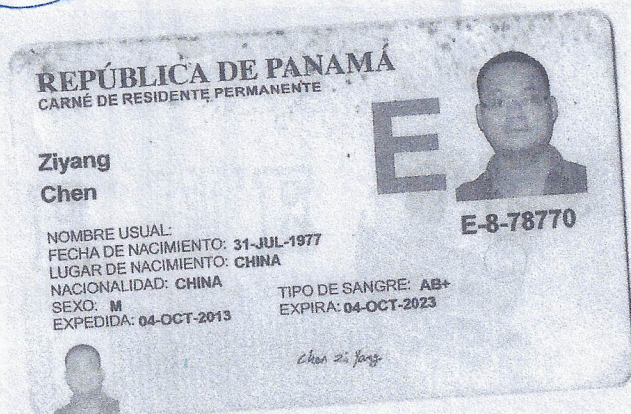 REPÚBLICA DE PANAMÁ
CARNÉ DE RESIDENTE PERMANENTE
Ziyang
Chen
E
E-8-78770
NOMBRE USUAL:
FECHA DE NACIMIENTO: 31-JUL-1977
LUGAR DE NACIMIENTO: CHINA
NACIONALIDAD: CHINA
SEXO: M
TIPO DE SANGRE: AB+
EXPEDIDA: 04-OCT-2013
EXPIRA: 04-OCT-2023
Chen Zi Yang